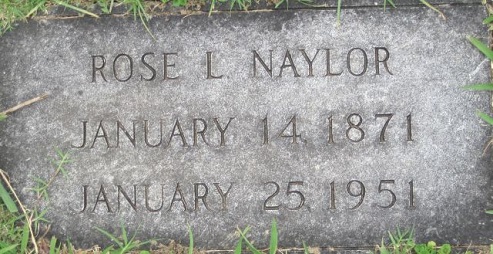 ROSE L. NAYLOR
JANUARY 14, 1871
JANUARY 25, 1951